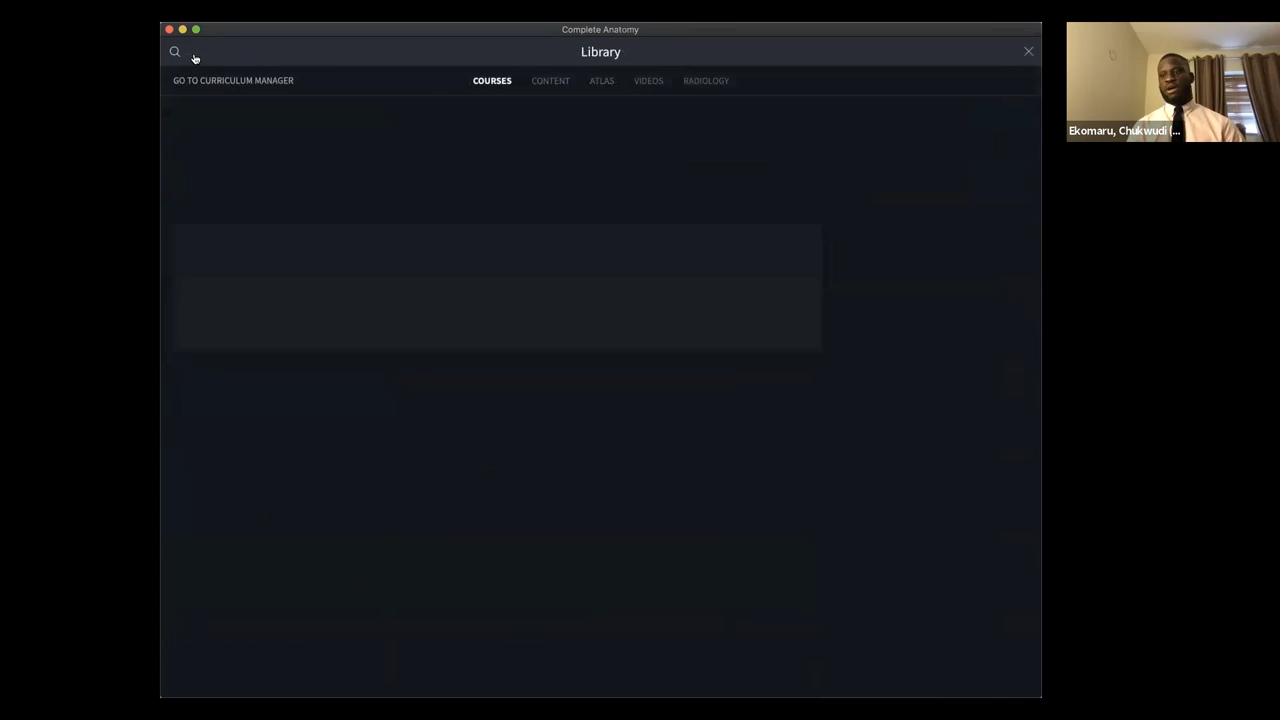 Complete Anatomy
Library
GO TO CURRICULUM MANAGER
COURSES CONTENT ATLAS VIDEOS RADIOLOGY
Ekomaru, Chukwudi (...